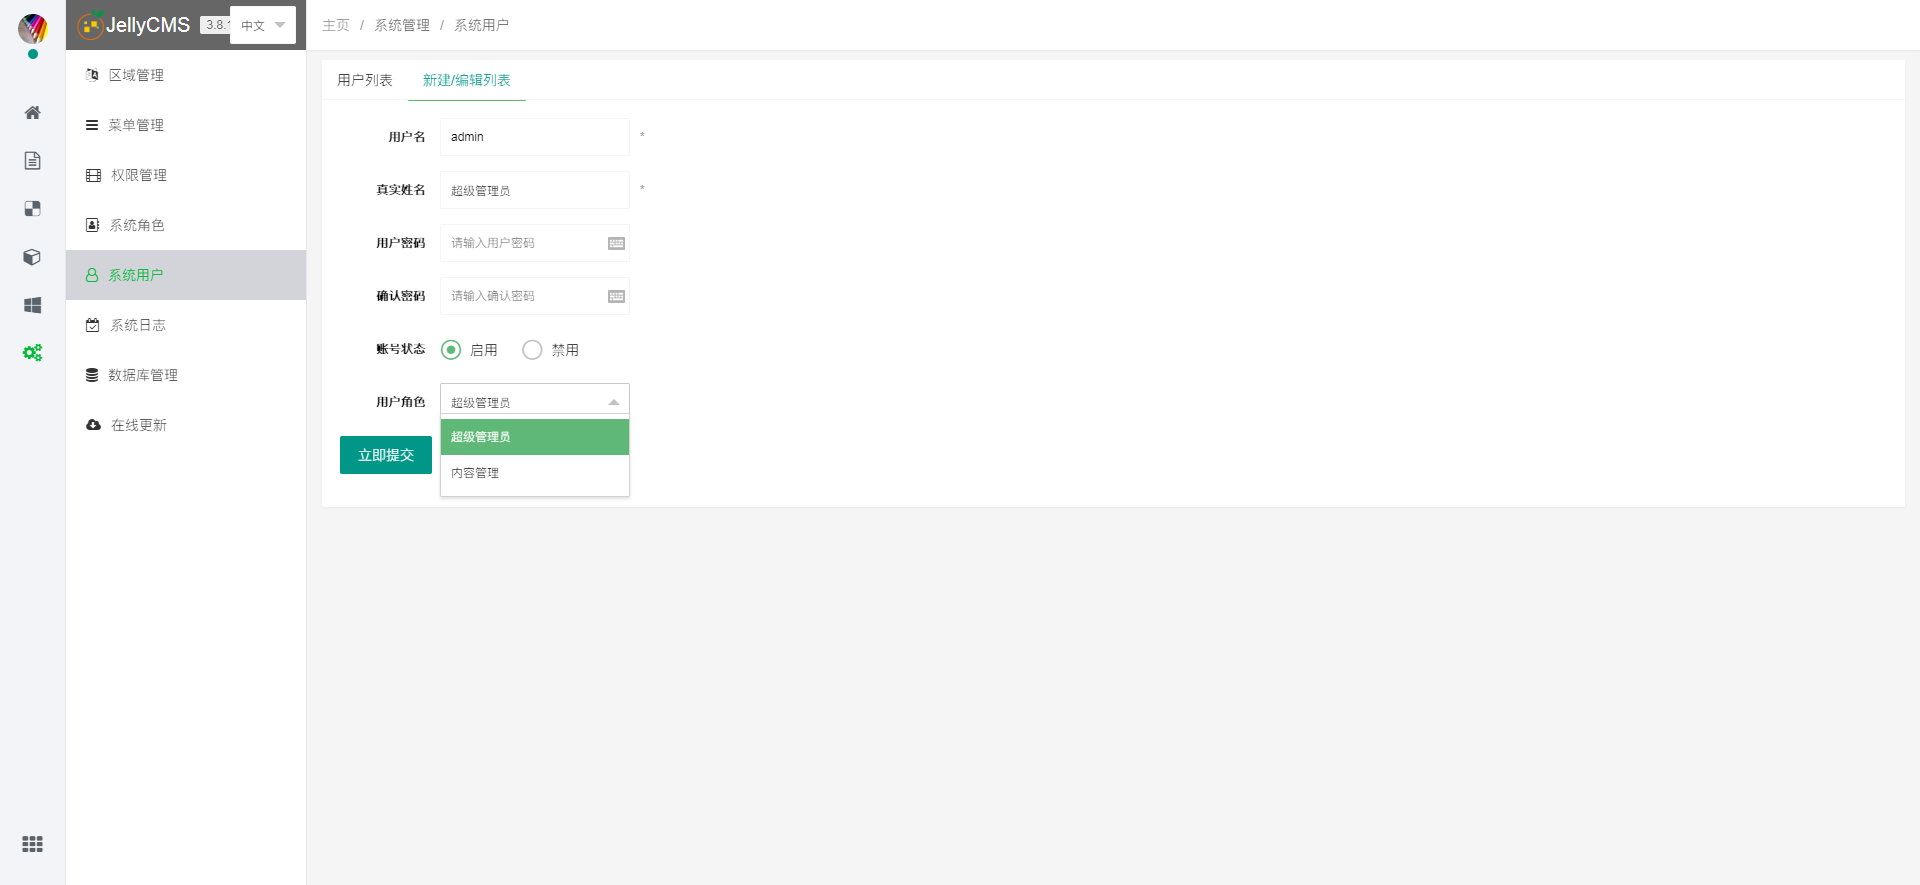 JellyCMS 3.8.1 中文
主页 / 系统管理 / 系统用户
区域管理
菜单管理
权限管理
系统角色
系统用户
系统日志
数据库管理
在线更新
用户列表 新建/编辑列表
用户名 admin *
真实姓名 超级管理员 *
用户密码 请输入用户密码
确认密码 请输入确认密码
账号状态 启用 禁用
用户角色 超级管理员
超级管理员
内容管理
立即提交